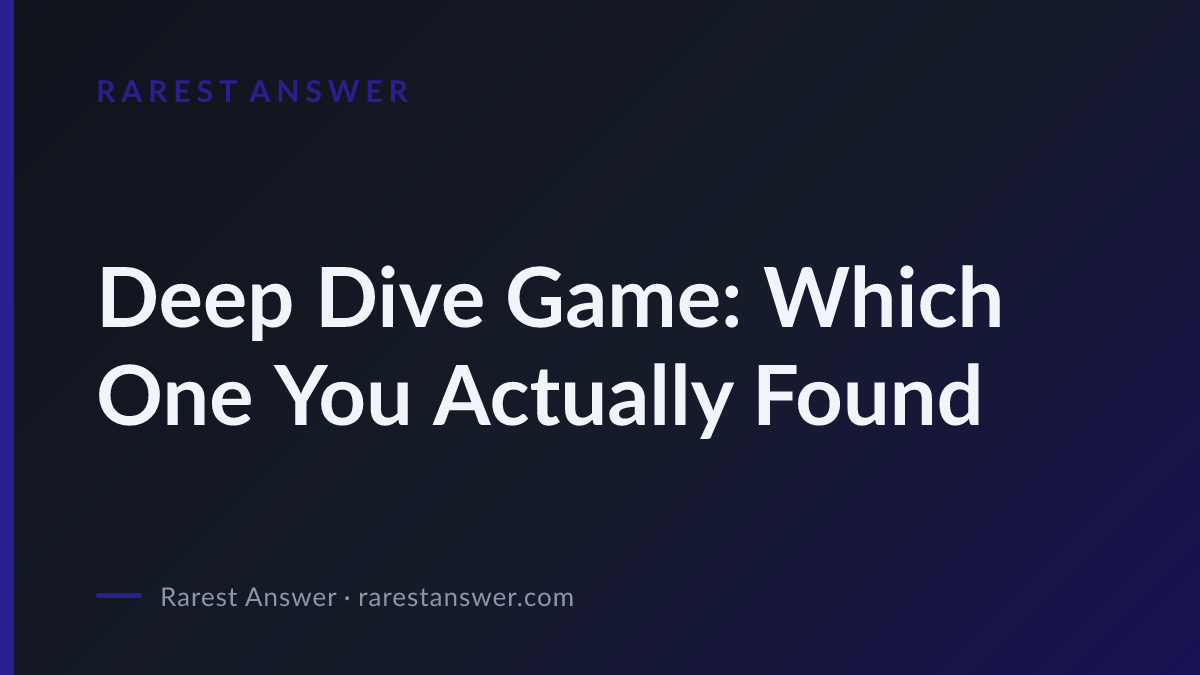 RAREST ANSWER
Deep Dive Game: Which
One You Actually Found
Rarest Answer · rarestanswer.com